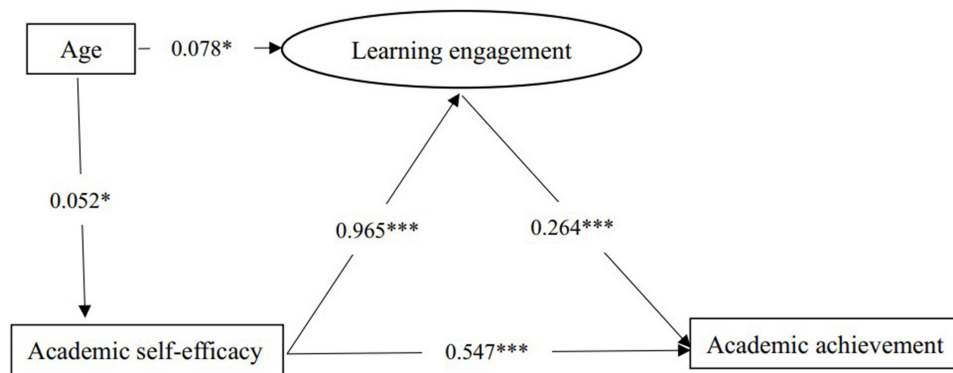 Age
0.078*
Learning engagement
0.052*
0.965***
0.264***
Academic self-efficacy
0.547***
Academic achievement